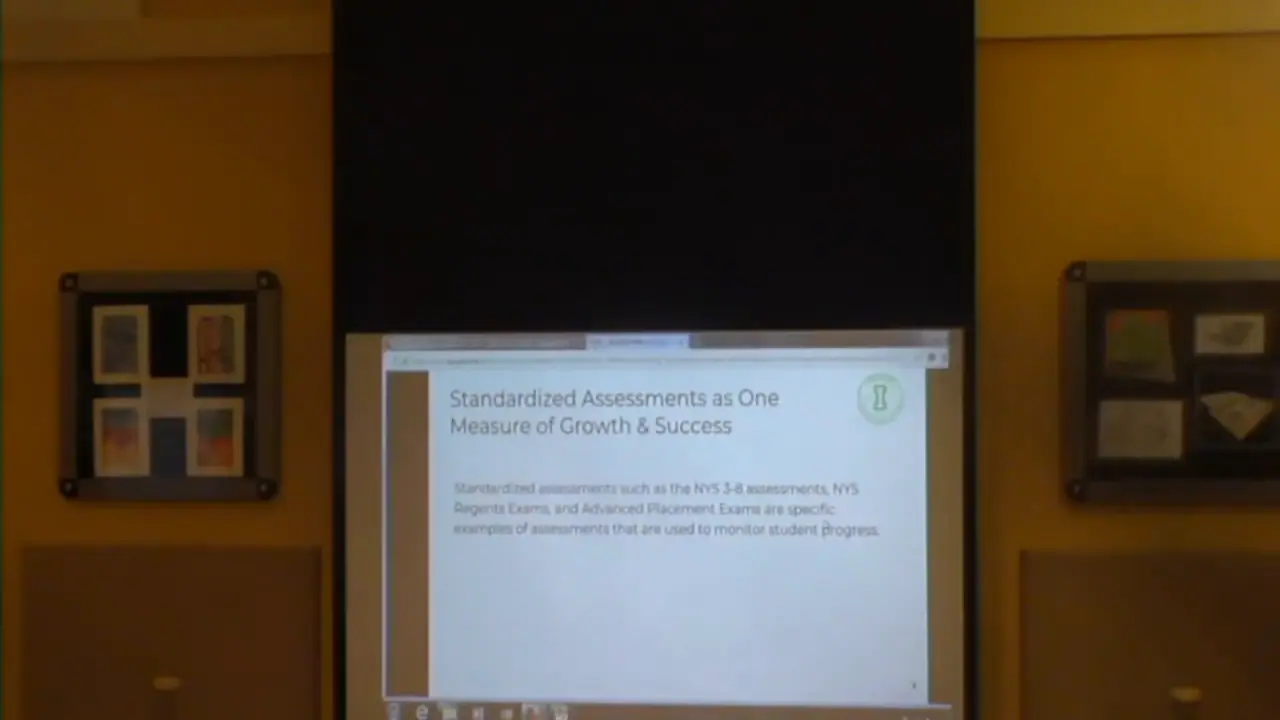 Standardized Assessments as One
Measure of Growth & Success
I
Standardized assessments such as the NYS 3-8 assessments, NYS
Regents Exams, and Advanced Placement Exams are specific
examples of assessments that are used to monitor student progress.